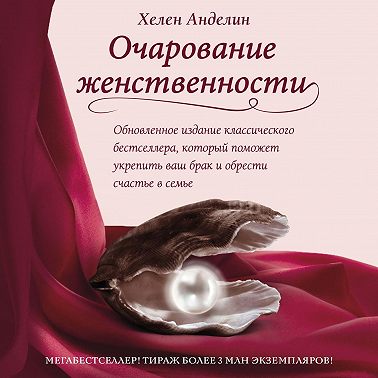 Хелен Анделин
Очарование
женственности
Обновленное издание классического
бестселлера, который поможет
укрепить ваш брак и обрести
счастье в семье
МЕГАБЕСТСЕЛЛЕР! ТИРАЖ БОЛЕЕ 3 МЛН ЭКЗЕМПЛЯРОВ!